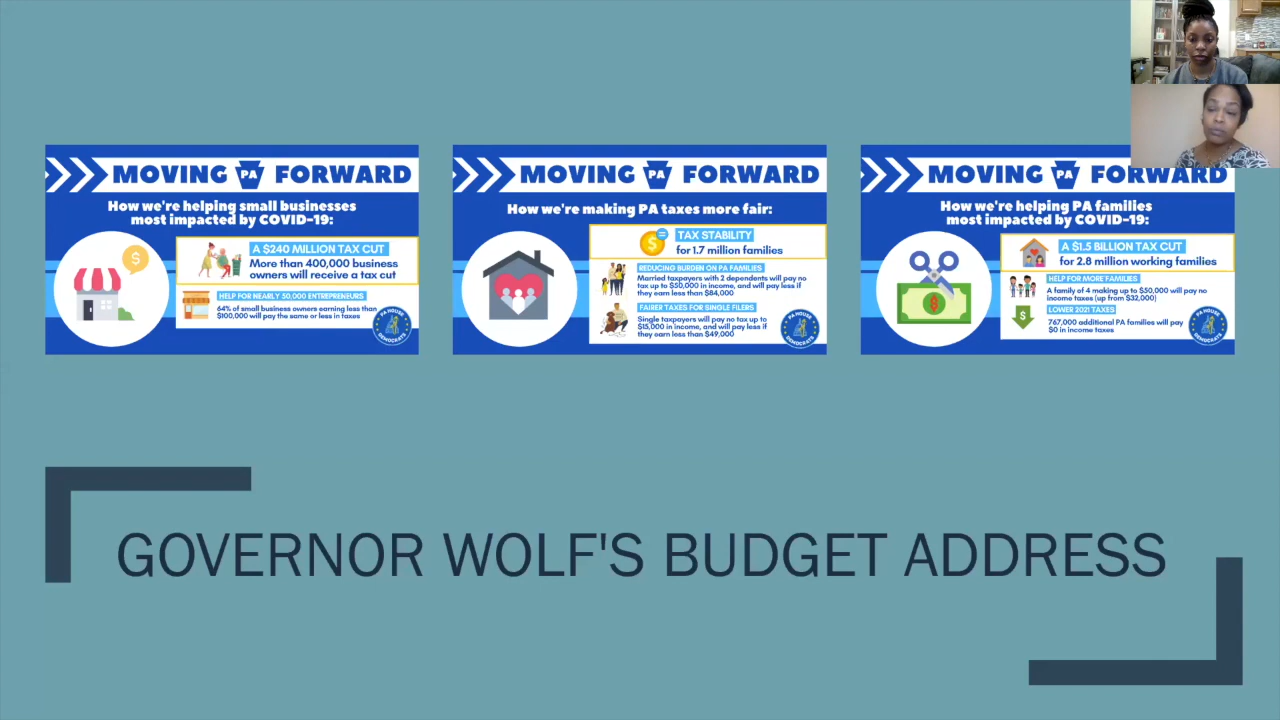 MOVING PA FORWARD
How we're helping small businesses
most impacted by COVID-19:
$
A $240 MILLION TAX CUT
More than 400,000 business
owners will receive a tax cut
HELP FOR NEARLY 50,000 ENTREPRENEURS
64% of small business owners earning less than
$100,000 will pay the same or less in taxes
PA HOUSE
DEMOCRATS
MOVING PA FORWARD
How we're making PA taxes more fair:
$
TAX STABILITY
for 1.7 million families
REDUCING BURDEN ON PA FAMILIES
Married taxpayers with 2 dependents will pay no
tax up to $50,000 in income, and will pay less if
they earn less than $84,000
FAIRER TAXES FOR SINGLE FILERS
Single taxpayers will pay no tax up to
$15,000 in income, and will pay less if
they earn less than $49,000
PA HOUSE
DEMOCRATS
MOVING PA FORWARD
How we're helping PA families
most impacted by COVID-19:
$
A $1.5 BILLION TAX CUT
for 2.8 million working families
HELP FOR MORE FAMILIES
A family of 4 making up to $50,000 will pay no
income taxes (up from $32,000)
$
LOWER 2021 TAXES
767,000 additional PA families will pay
$0 in income taxes
PA HOUSE
DEMOCRATS
GOVERNOR WOLF'S BUDGET ADDRESS